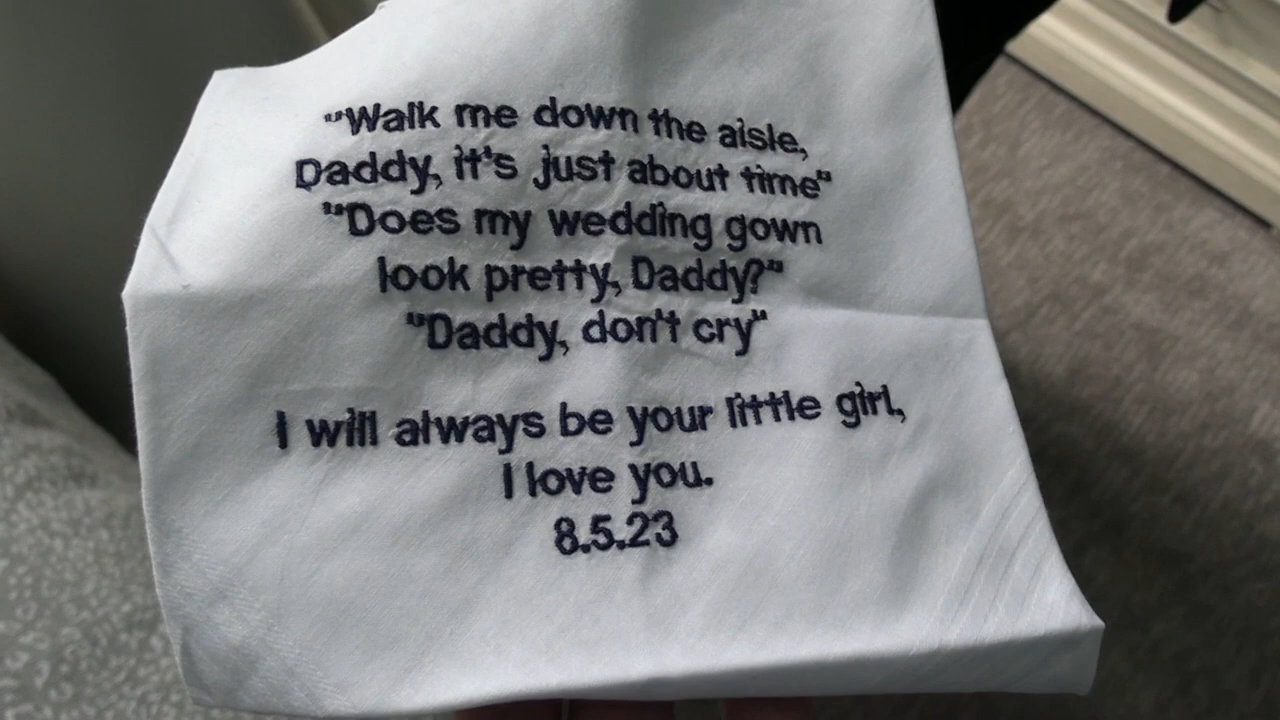 "Walk me down the aisle,
Daddy, it's just about time"
"Does my wedding gown
look pretty, Daddy?"
"Daddy, don't cry"
I will always be your little girl,
I love you.
8.5.23